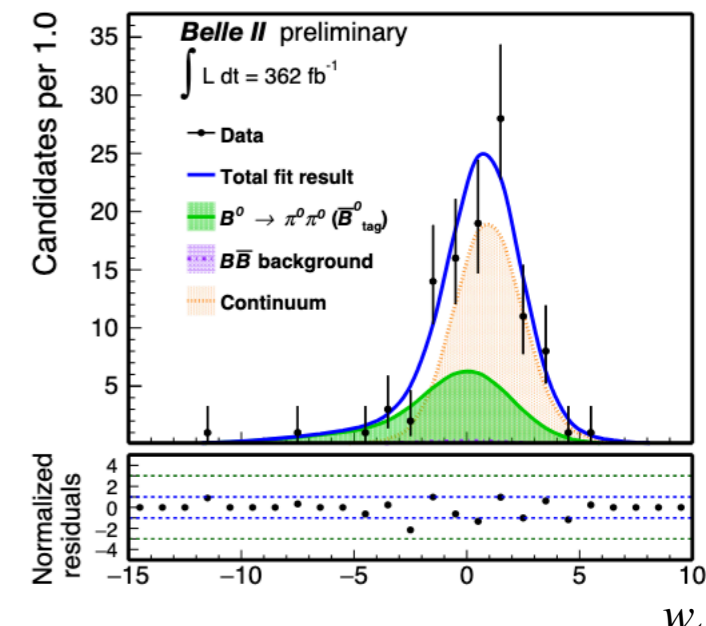 Candidates per 1.0
35
30
25
20
15
10
5
Belle II preliminary
∫ L dt = 362 fb⁻¹
Data
Total fit result
B⁰ → π⁰π⁰ (B̅⁰tag)
BB̅ background
Continuum
Normalized
residuals
4
2
0
−2
−4
−15 −10 −5 0 5 10